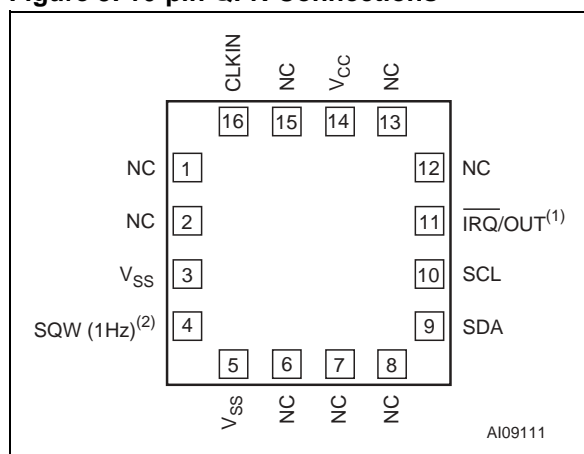 Figure 16-pin QFN Connections
CLKIN NC VCC NC
16 15 14 13
NC 1 12 NC
NC 2 11 IRQ/OUT(1)
VSS 3 10 SCL
SQW (1Hz)(2) 4 9 SDA
5 6 7 8
VSS NC NC NC
AI09111